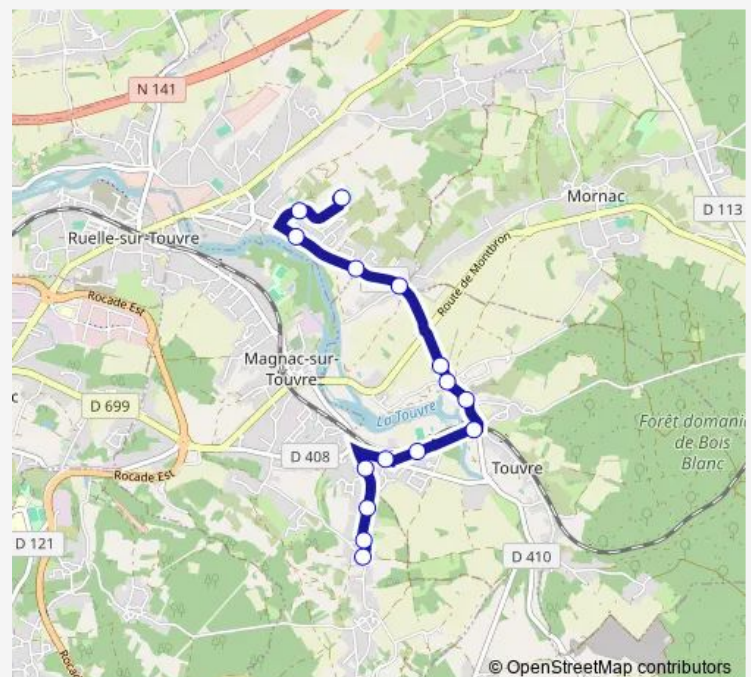 N 141
Mornac
D 113
Ruelle-sur-Touvre
Route de Montbron
Rocade Est
Magnac-sur-
Touvre
La Touvre
D 699
Forêt domani
de Bois
Blanc
D 408
Touvre
Rocade Est
D 121
D 410
© OpenStreetMap contributors